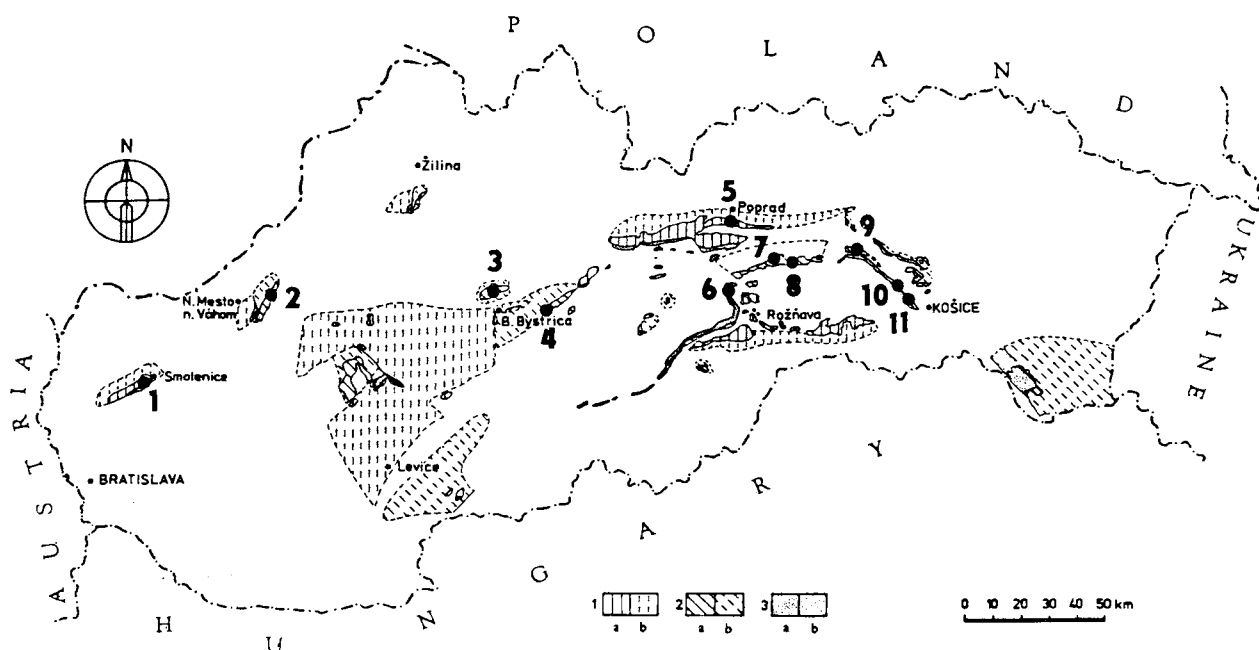 P O L A N D
N
Žilina
5
Poprad
9
7
3
2
N. Mesto
n. Váhom
6
8
10
B. Bystrica
4
Rožňava
11
KOŠICE
UKRAINE
Smolenice
1
AUSTRIA
Levice
BRATISLAVA
H U N G A R Y
1 2 3
a b a b a b
0 10 20 30 40 50 km